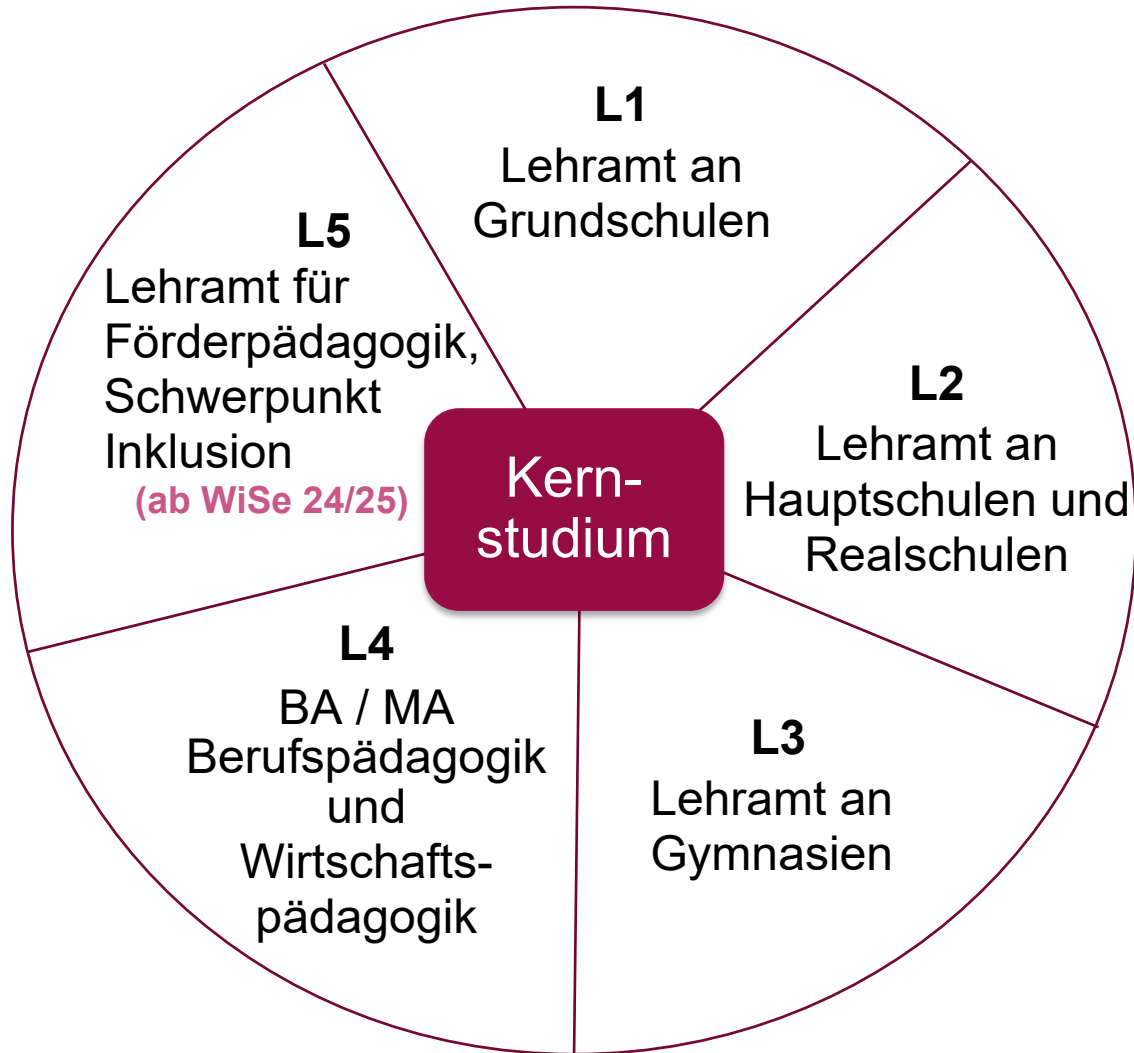 L1
Lehramt an
Grundschulen
L2
Lehramt an
Hauptschulen und
Realschulen
L3
Lehramt an
Gymnasien
L4
BA / MA
Berufspädagogik
und
Wirtschafts-
pädagogik
L5
Lehramt für
Förderpädagogik,
Schwerpunkt
Inklusion
(ab WiSe 24/25)
Kern-
studium